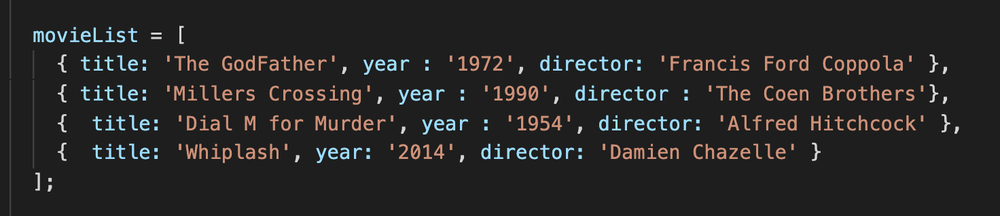 movieList = [
{ title: 'The GodFather', year : '1972', director: 'Francis Ford Coppola' },
{ title: 'Millers Crossing', year : '1990', director : 'The Coen Brothers'},
{  title: 'Dial M for Murder', year : '1954', director: 'Alfred Hitchcock' },
{  title: 'Whiplash', year: '2014', director: 'Damien Chazelle' }
];